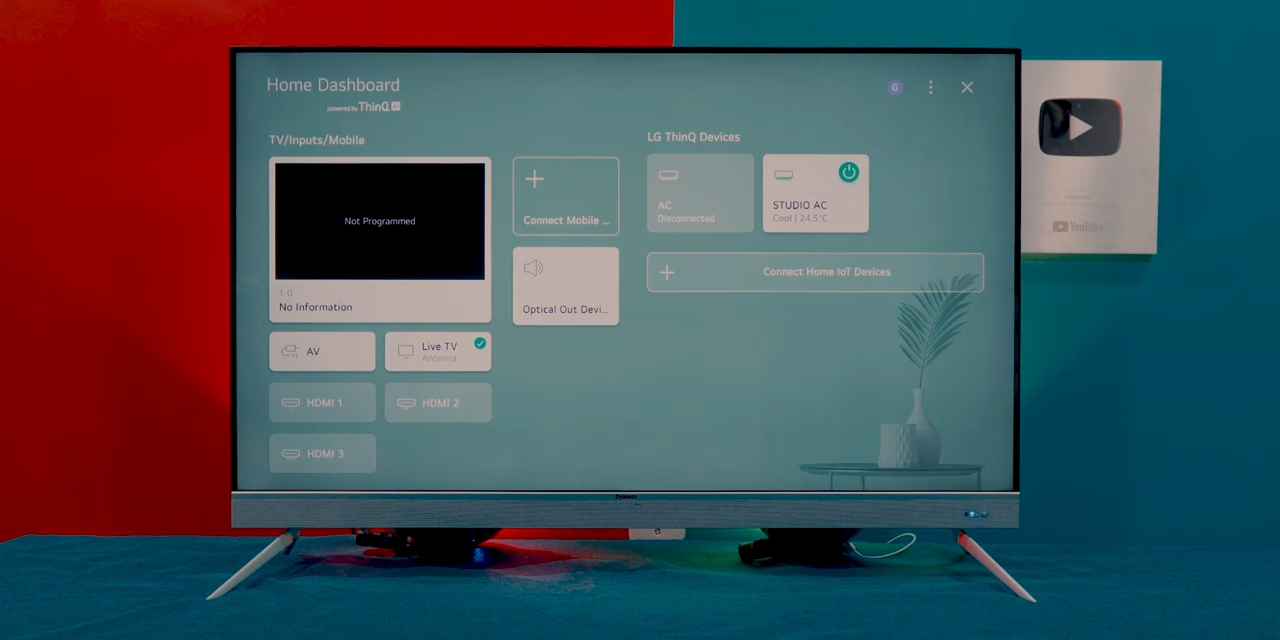 Home Dashboard
powered by ThinQ AI
G
TV/Inputs/Mobile
Not Programmed
1-0
No Information
AV
Live TV
Antenna
HDMI 1
HDMI 2
HDMI 3
Connect Mobile ...
Optical Out Devi...
LG ThinQ Devices
AC
Disconnected
STUDIO AC
Cool | 24.5°C
Connect Home IoT Devices
YouTube